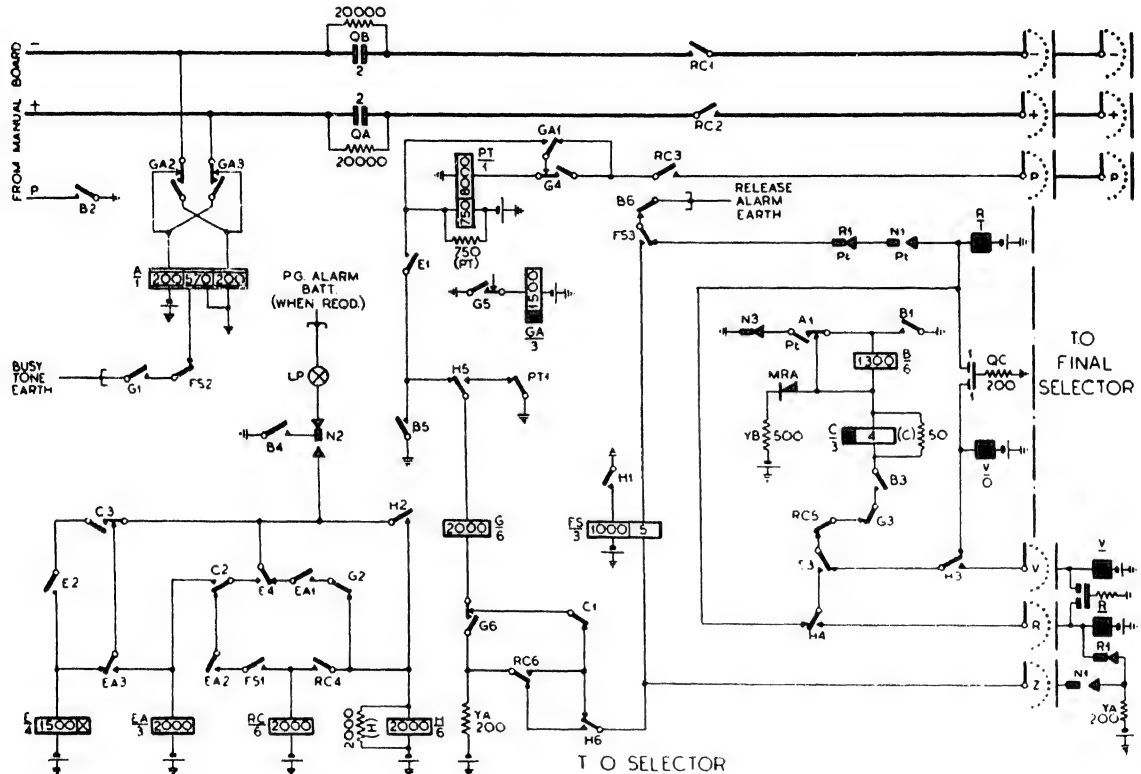 20000
QB
2
RC1
FROM MANUAL BOARD
-
+
P
2
QA
20000
RC2
GA1
GA2
GA3
B2
PT
1
750 8000
G4
RC3
-
-
+
+
P
P
750
(PT)
B6
RELEASE
ALARM
EARTH
FS3
R1
Pt
N1
Pt
R
1
A
1
200 570 200
P.G. ALARM
BATT.
(WHEN REQD.)
E1
G5
1500
GA
3
BUSY
TONE
EARTH
G1
FS2
LP
N3
A1
Pt
B1
1300
B
6
MRA
YB
500
C
3
4
(C)
50
1
1
QC
200
TO
FINAL
SELECTOR
V
0
H5
PT1
B4
N2
B5
A
H1
B3
G3
RC5
E3
H3
H4
C3
H2
2000
G
6
FS
3
1000 5
E2
C2
E4
EA1
G2
G6
C1
V
V
R
R
R1
Z
N1
YA
200
EA3
EA2
FS1
RC4
RC6
H6
E
4
1500
EA
3
2000
RC
6
2000
2000
(H)
2000
H
6
YA
200
TO SELECTOR